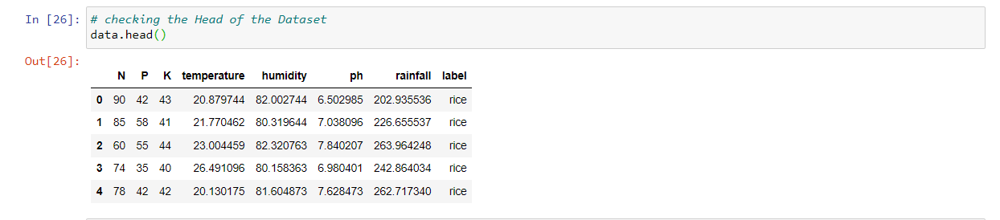 In [26]: # checking the Head of the Dataset
data.head()
Out[26]:
N P K temperature humidity ph rainfall label
0 90 42 43 20.879744 82.002744 6.502985 202.935536 rice
1 85 58 41 21.770462 80.319644 7.038096 226.655537 rice
2 60 55 44 23.004459 82.320763 7.840207 263.964248 rice
3 74 35 40 26.491096 80.158363 6.980401 242.864034 rice
4 78 42 42 20.130175 81.604873 7.628473 262.717340 rice